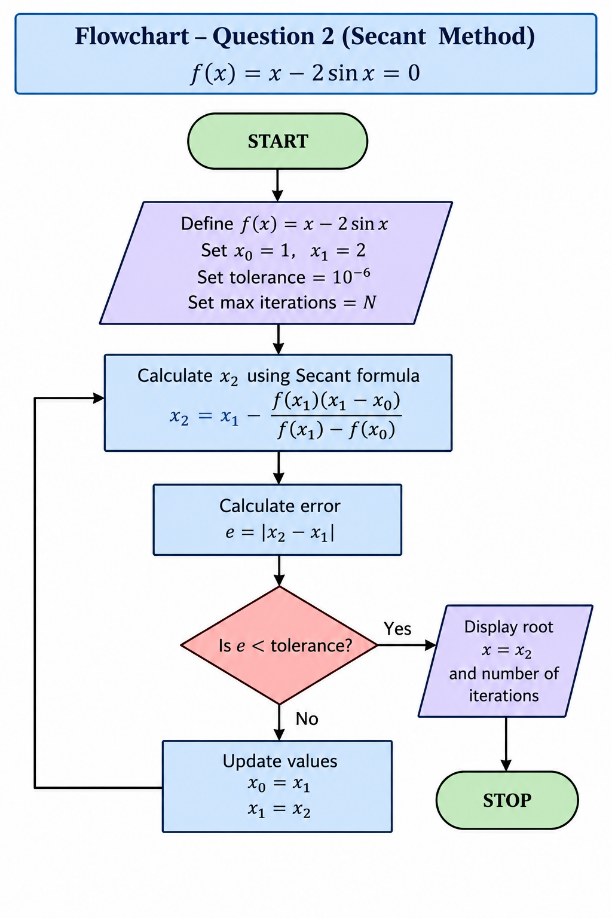 Flowchart – Question 2 (Secant Method)
f(x) = x − 2 sin x = 0
START
Define f(x) = x − 2 sin x
Set x₀ = 1, x₁ = 2
Set tolerance = 10⁻⁶
Set max iterations = N
Calculate x₂ using Secant formula
x₂ = x₁ − f(x₁)(x₁ − x₀) / f(x₁) − f(x₀)
Calculate error
e = |x₂ − x₁|
Is e < tolerance?
Yes
Display root
x = x₂
and number of
iterations
No
Update values
x₀ = x₁
x₁ = x₂
STOP